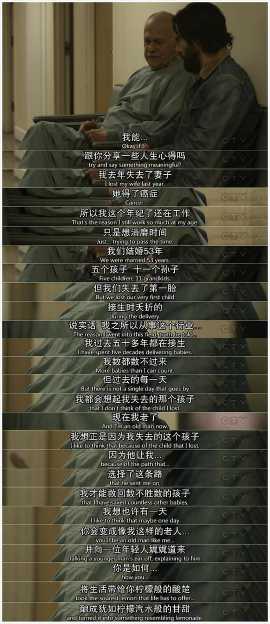 我能...
Okay if I
跟你分享一些人生心得吗
try and say something meaningful?
我去年失去了妻子
I lost my wife last year.
她得了癌症
Cancer.
所以我这个年纪了还在工作
That's the reason I still work so much at my age.
只是想消磨时间
Just... trying to pass the time.
我们结婚53年
We were married 53 years.
五个孩子 十一个孙子
Five children, 11 grandkids.
但我们失去了第一胎
But we lost our very first child
接生时夭折的
during the delivery.
说实话 我之所以从事这个行业...
The reason I went into this field, truth be told.
我过去五十多年都在接生
I have spent five decades delivering babies.
我数都数不过来
More babies than I can count.
但过去的每一天
But there is not a single day that goes by
我都会想起我失去的那个孩子
that I don't think of the child I lost.
现在我老了
And I'm an old man now.
我想正是因为我失去的这个孩子
I like to think that because of the child that I lost,
因为他让我...
because of the path that...
选择了这条路
that he sent me on,
我才能救回数不胜数的孩子
that I have saved countless other babies.
我想也许有一天
I like to think that maybe one day
你会变成像我这样的老人...
you'll be an old man like me
并向一位年轻人娓娓道来
talking a younger man's ear off, explaining to him
你是如何...
how you
将生活带给你柠檬般的酸楚
took the sourest lemon that life has to offer...
酿成犹如柠檬汽水般的甘甜
and turned it into something resembling lemonade.